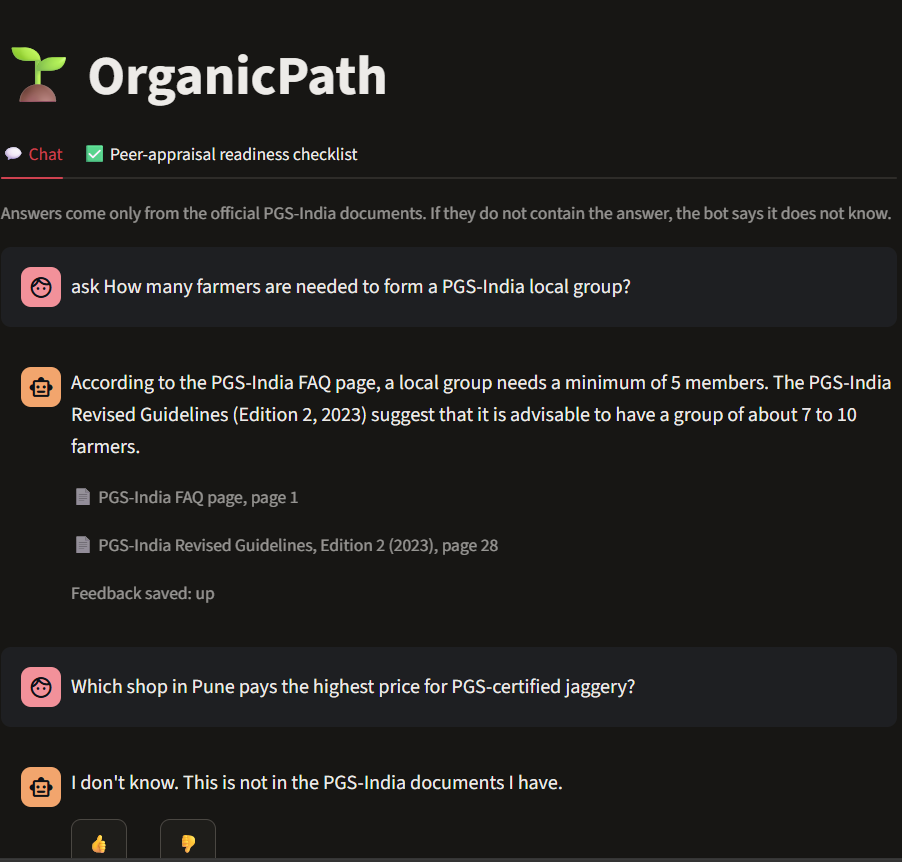 OrganicPath
Chat
Peer-appraisal readiness checklist
Answers come only from the official PGS-India documents. If they do not contain the answer, the bot says it does not know.
ask How many farmers are needed to form a PGS-India local group?
According to the PGS-India FAQ page, a local group needs a minimum of 5 members. The PGS-India
Revised Guidelines (Edition 2, 2023) suggest that it is advisable to have a group of about 7 to 10
farmers.
PGS-India FAQ page, page 1
PGS-India Revised Guidelines, Edition 2 (2023), page 28
Feedback saved: up
Which shop in Pune pays the highest price for PGS-certified jaggery?
I don't know. This is not in the PGS-India documents I have.